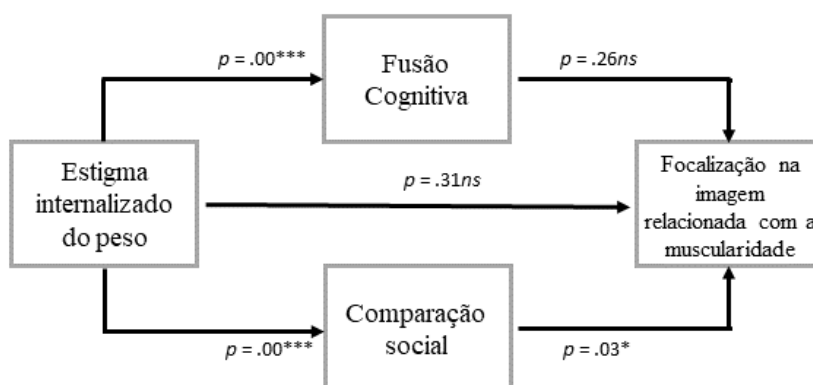 p = .00***
Fusão
Cognitiva
p = .26ns
Estigma
internalizado
do peso
p = .31ns
Focalização na
imagem
relacionada com a
muscularidade
p = .00***
Comparação
social
p = .03*